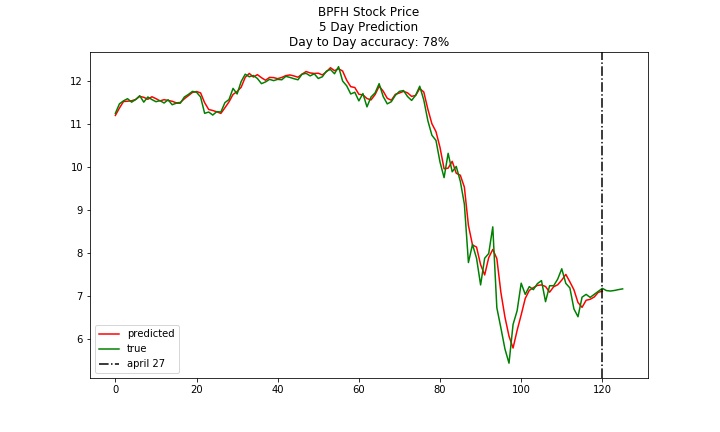 BPFH Stock Price
5 Day Prediction
Day to Day accuracy: 78%
12
11
10
9
8
7
6
predicted
true
april 27
0 20 40 60 80 100 120